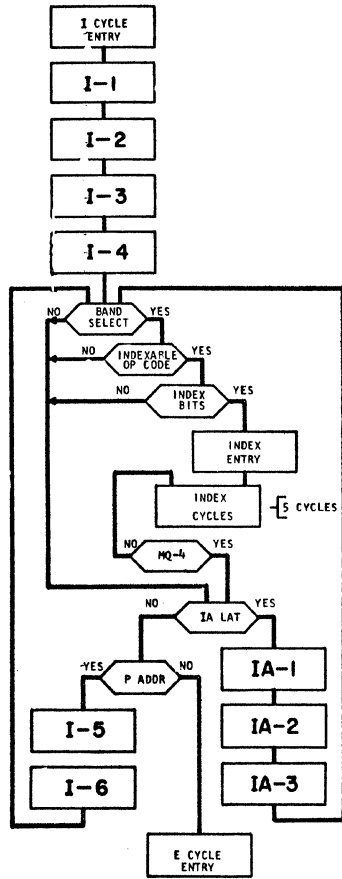 I CYCLE
ENTRY
I-1
I-2
I-3
I-4
NO
BAND
SELECT
YES
NO
INDEXABLE
OP CODE
YES
NO
INDEX
BITS
YES
INDEX
ENTRY
INDEX
CYCLES
5 CYCLES
NO
MQ-4
YES
NO
IA LAT
YES
YES
P ADDR
NO
IA-1
I-5
IA-2
I-6
IA-3
E CYCLE
ENTRY